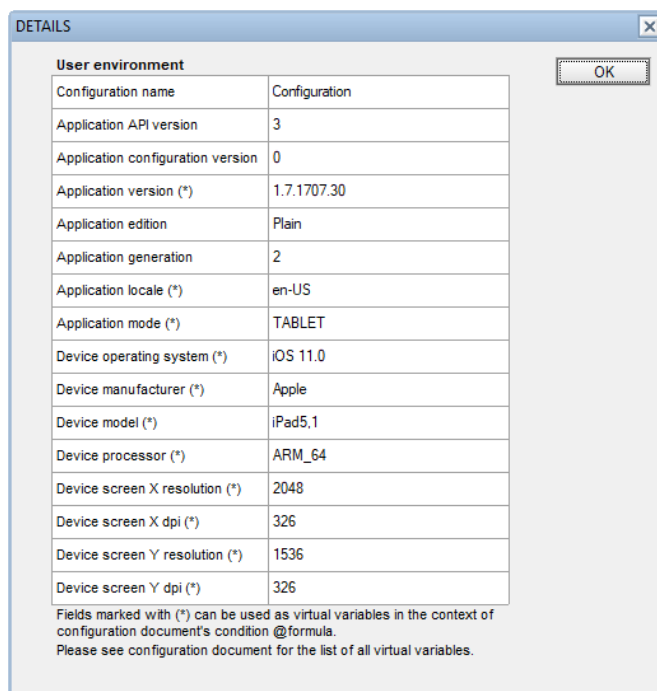 DETAILS
User environment
OK
Configuration name Configuration
Application API version 3
Application configuration version 0
Application version (*) 1.7.1707.30
Application edition Plain
Application generation 2
Application locale (*) en-US
Application mode (*) TABLET
Device operating system (*) iOS 11.0
Device manufacturer (*) Apple
Device model (*) iPad5,1
Device processor (*) ARM_64
Device screen X resolution (*) 2048
Device screen X dpi (*) 326
Device screen Y resolution (*) 1536
Device screen Y dpi (*) 326
Fields marked with (*) can be used as virtual variables in the context of
configuration document's condition @formula.
Please see configuration document for the list of all virtual variables.